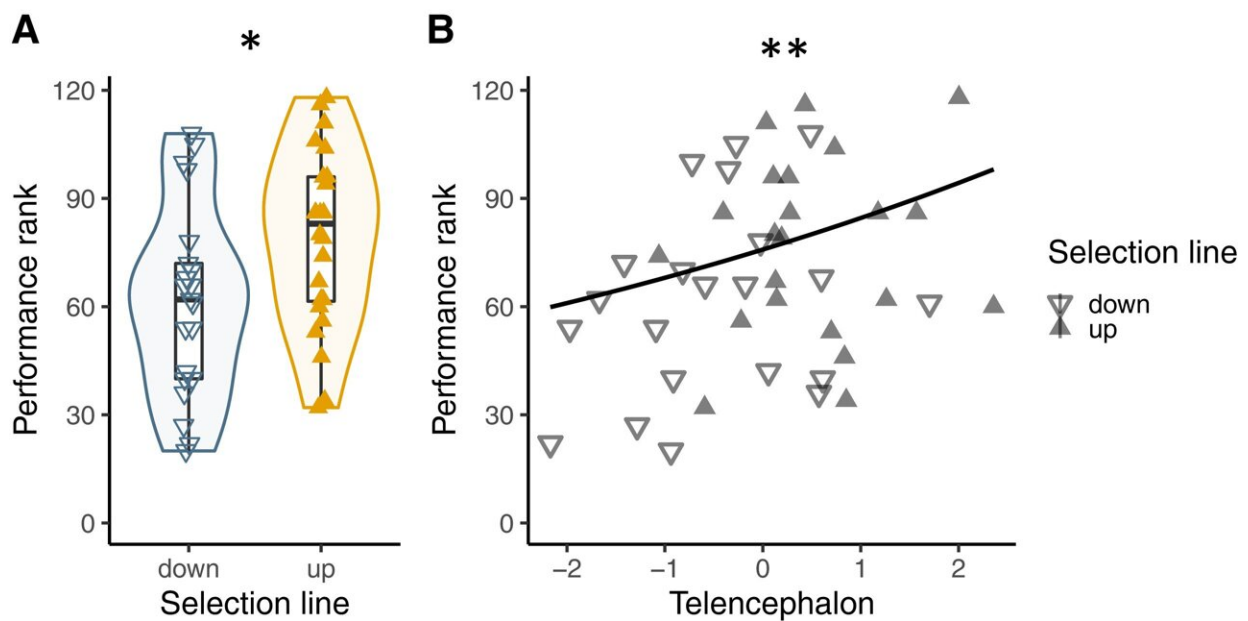 A
*
B
**
120
90
60
30
0
Performance rank
down
up
Selection line
120
90
60
30
0
Performance rank
−2
−1
0
1
2
Telencephalon
Selection line
down
up